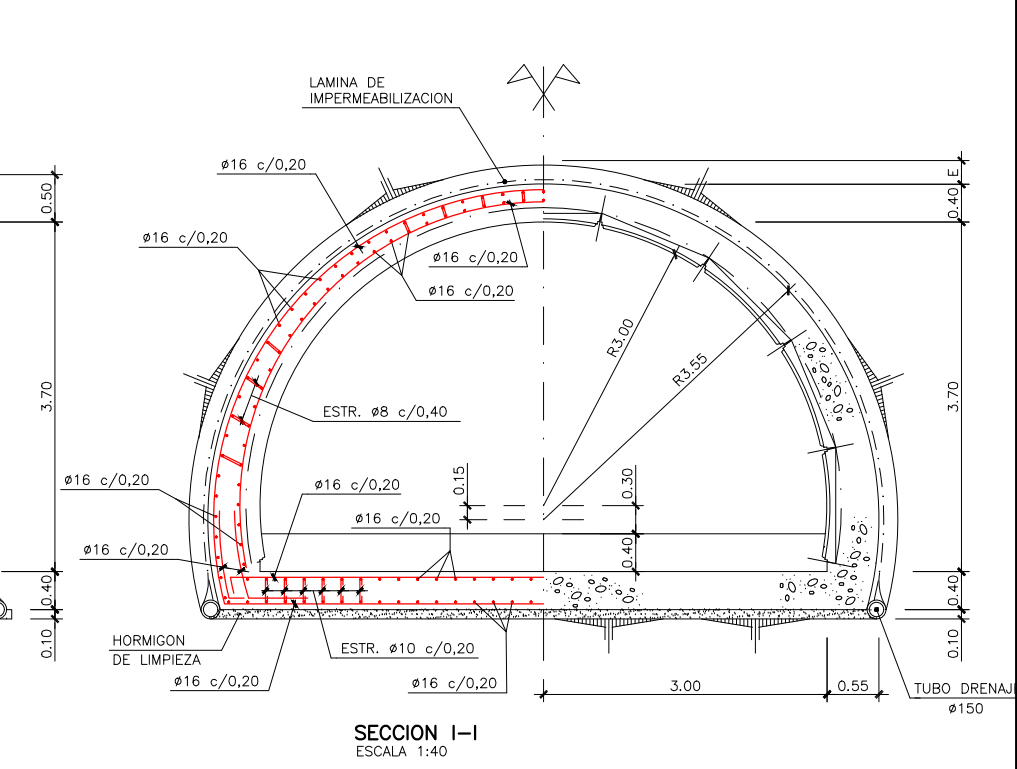 LAMINA DE
IMPERMEABILIZACION
ø16 c/0,20
ø16 c/0,20
ø16 c/0,20
ø16 c/0,20
0.50
3.70
0.40
0.10
E
0.40
3.70
0.40
0.10
R3.00
R3.55
ESTR. ø8 c/0,40
0.15
0.30
0.40
ø16 c/0,20
ø16 c/0,20
ø16 c/0,20
ø16 c/0,20
HORMIGON
DE LIMPIEZA
ESTR. ø10 c/0,20
ø16 c/0,20
ø16 c/0,20
3.00
0.55
TUBO DRENAJ
ø150
SECCION I-I
ESCALA 1:40